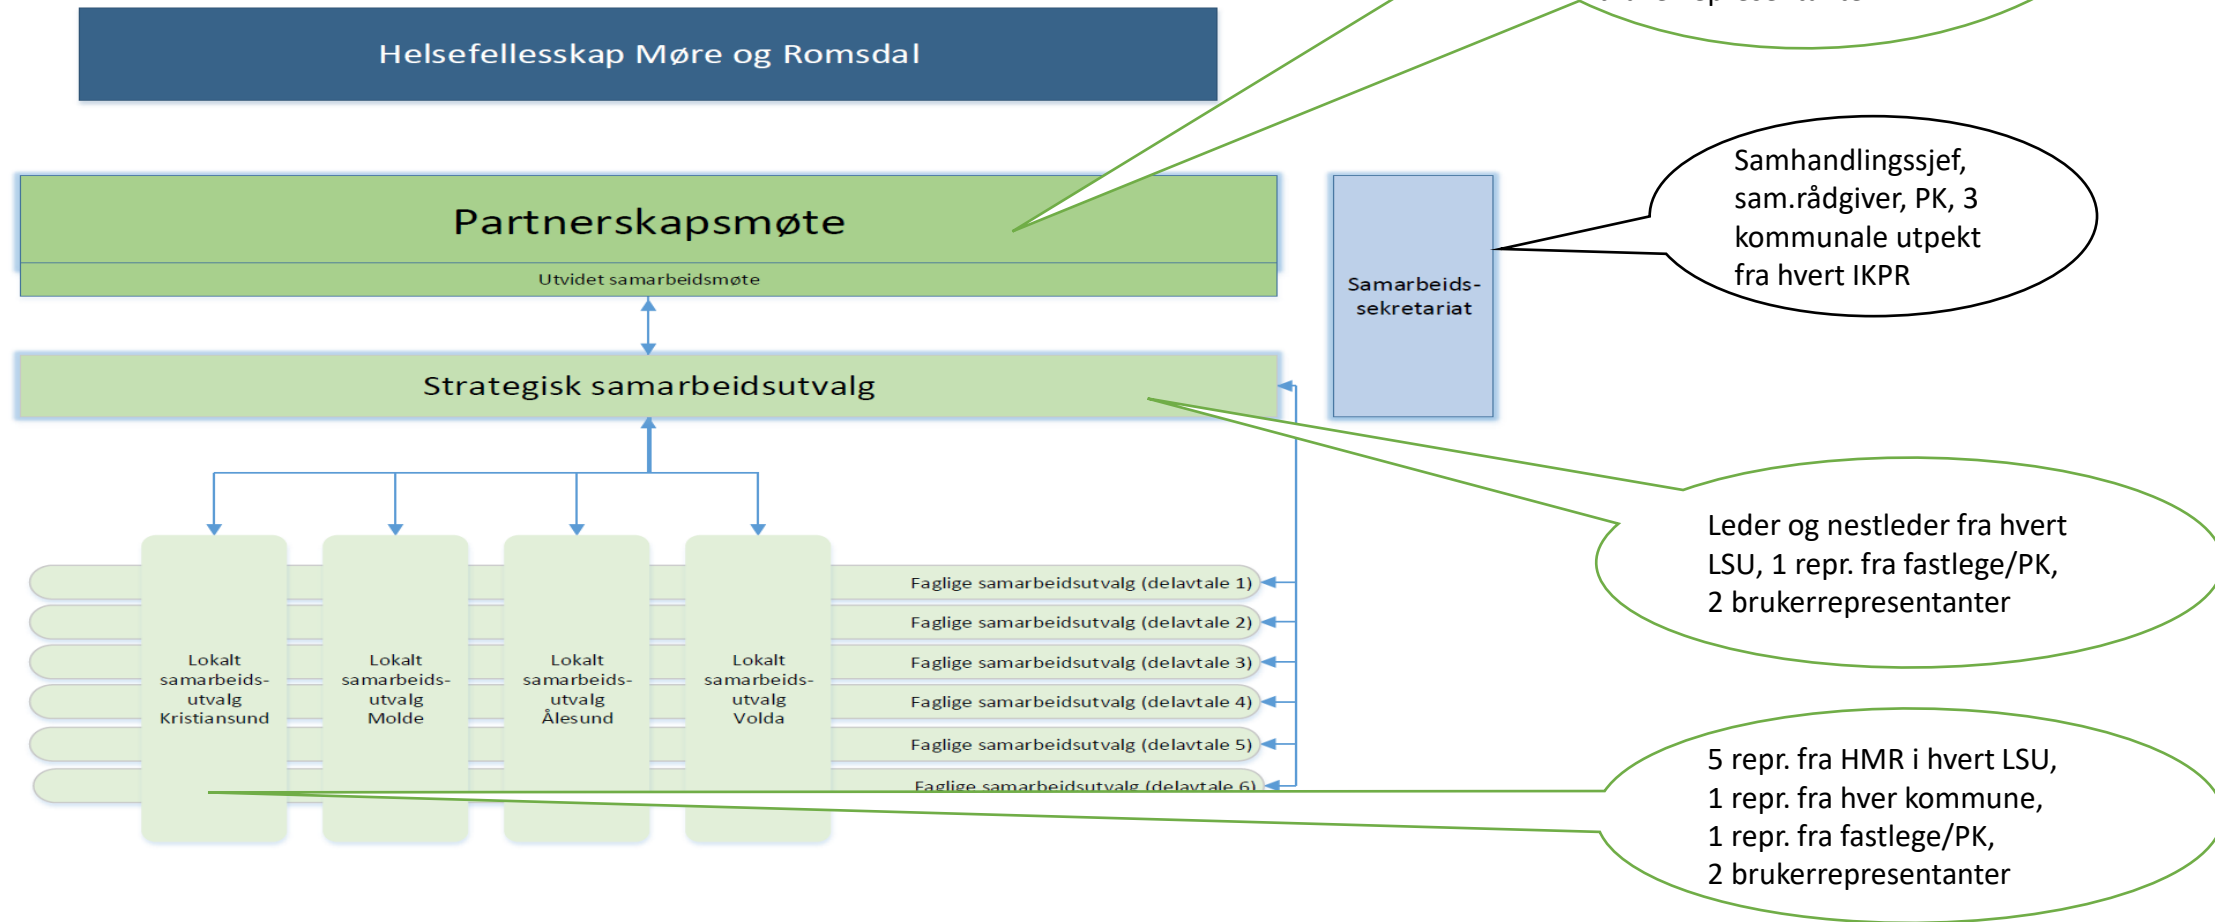 Helsefellesskap Møre og Romsdal
Partnerskapsmøte
Utvidet samarbeidsmøte
Samarbeids-
sekretariat
Samhandlingssjef,
sam.rådgiver, PK, 3
kommunale utpekt
fra hvert IKPR
Strategisk samarbeidsutvalg
Leder og nestleder fra hvert
LSU, 1 repr. fra fastlege/PK,
2 brukerrepresentanter
Lokalt
samarbeids-
utvalg
Kristiansund
Lokalt
samarbeids-
utvalg
Molde
Lokalt
samarbeids-
utvalg
Ålesund
Lokalt
samarbeids-
utvalg
Volda
Faglige samarbeidsutvalg (delavtale 1)
Faglige samarbeidsutvalg (delavtale 2)
Faglige samarbeidsutvalg (delavtale 3)
Faglige samarbeidsutvalg (delavtale 4)
Faglige samarbeidsutvalg (delavtale 5)
Faglige samarbeidsutvalg (delavtale 6)
5 repr. fra HMR i hvert LSU,
1 repr. fra hver kommune,
1 repr. fra fastlege/PK,
2 brukerrepresentanter